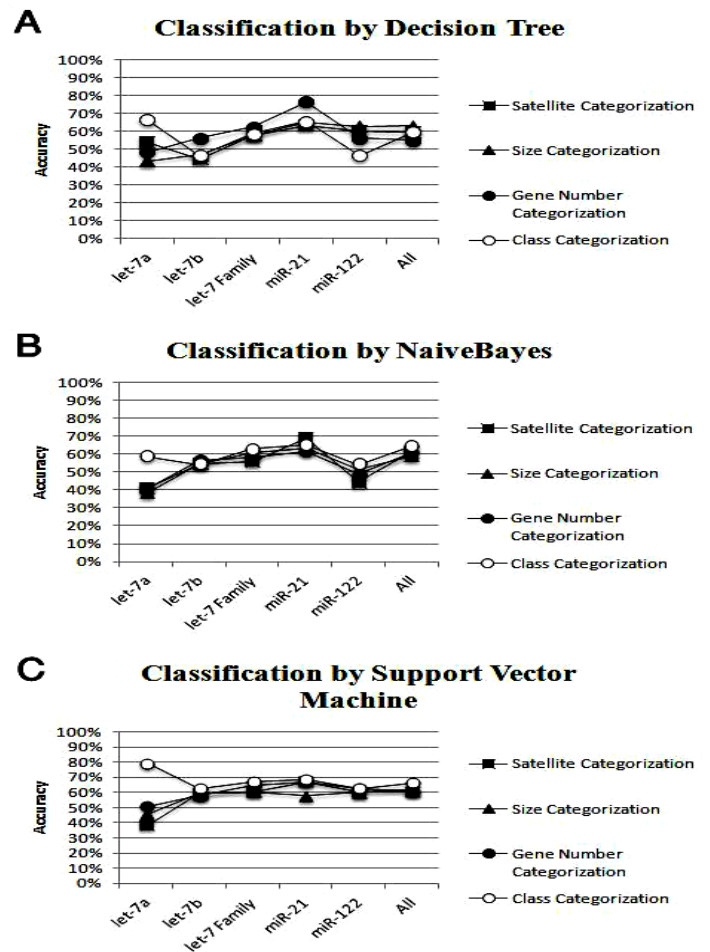 A
Classification by Decision Tree
100%
90%
80%
70%
60%
50%
40%
30%
20%
10%
0%
Accuracy
let-7a
let-7b
let-7 Family
miR-21
miR-122
All
Satellite Categorization
Size Categorization
Gene Number
Categorization
Class Categorization
B
Classification by NaiveBayes
100%
90%
80%
70%
60%
50%
40%
30%
20%
10%
0%
Accuracy
let-7a
let-7b
let-7 Family
miR-21
miR-122
All
Satellite Categorization
Size Categorization
Gene Number
Categorization
Class Categorization
C
Classification by Support Vector
Machine
100%
90%
80%
70%
60%
50%
40%
30%
20%
10%
0%
Accuracy
let-7a
let-7b
let-7 Family
miR-21
miR-122
All
Satellite Categorization
Size Categorization
Gene Number
Categorization
Class Categorization